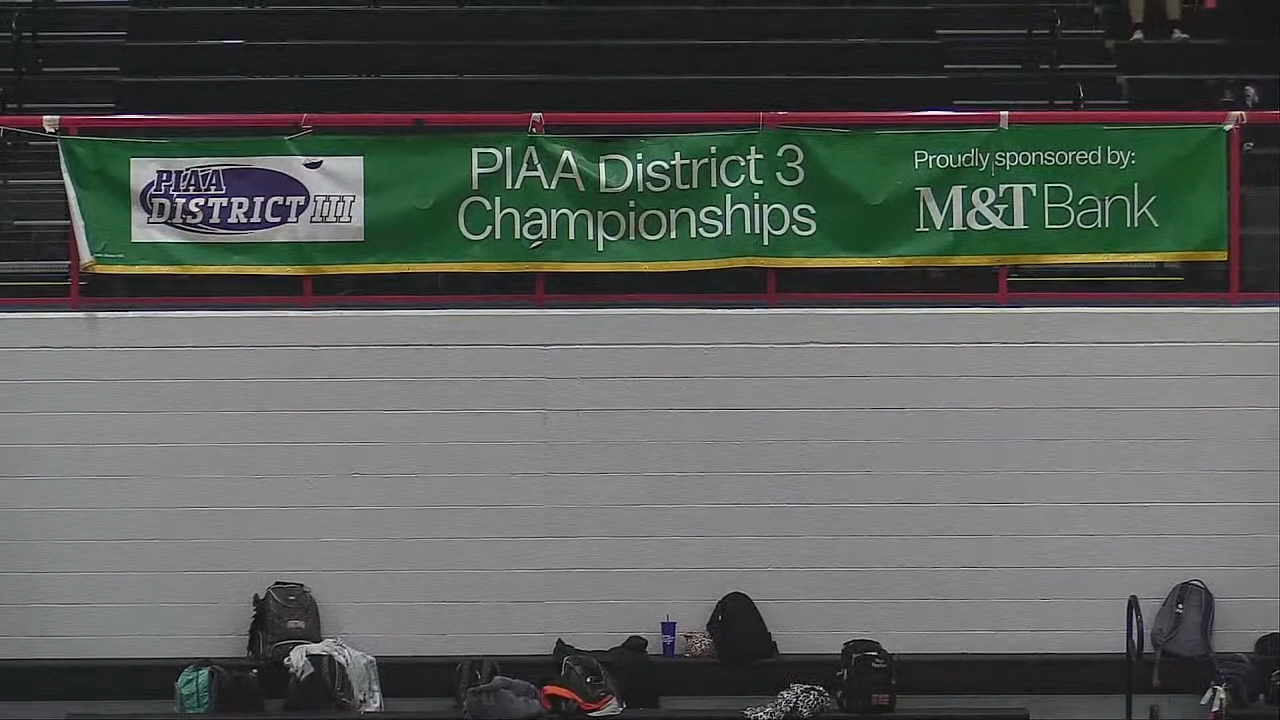 PIAA
DISTRICT III
PIAA District 3
Championships
Proudly sponsored by:
M&T Bank